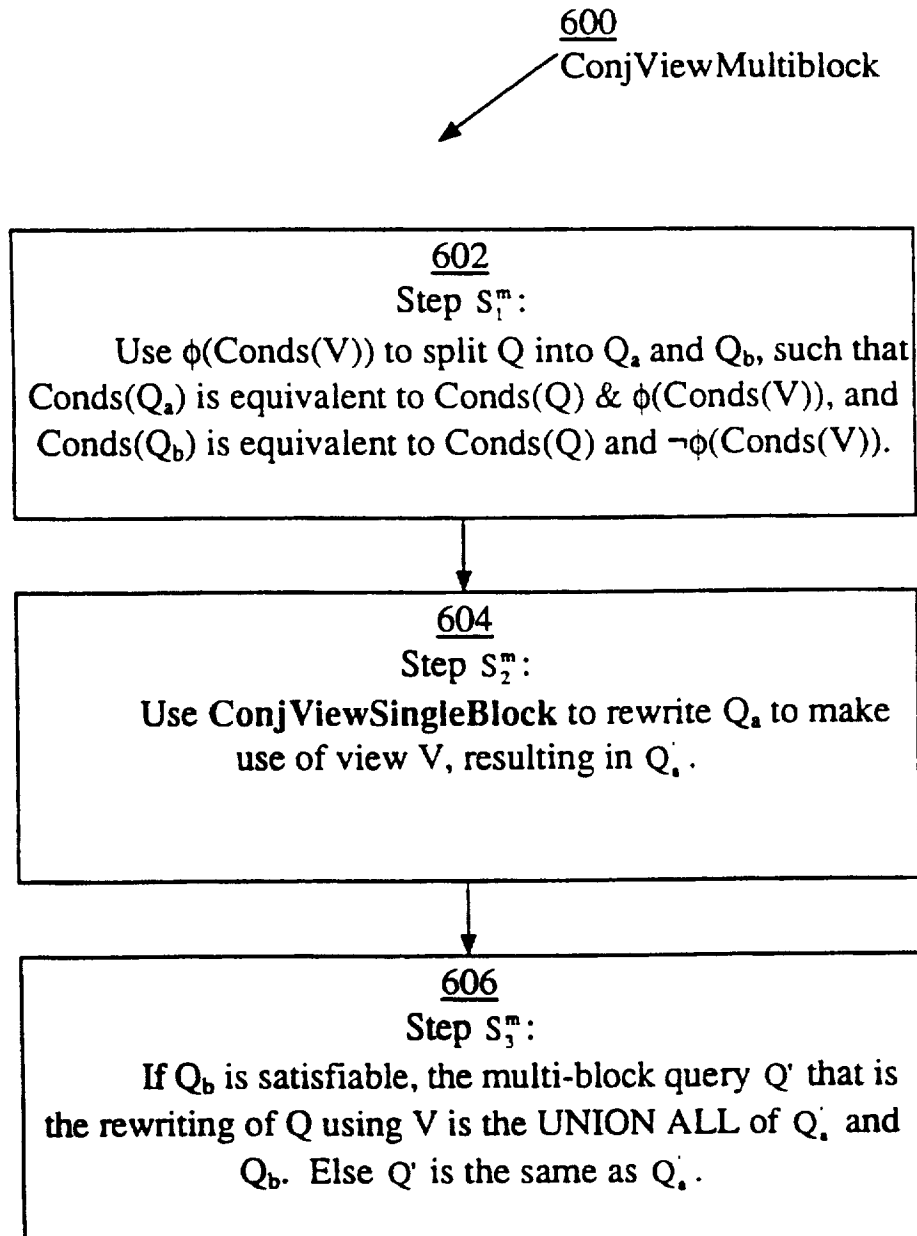 600
ConjViewMultiblock
602
Step S₁ᵐ:
Use ϕ(Conds(V)) to split Q into Qₐ and Q_b, such that
Conds(Qₐ) is equivalent to Conds(Q) & ϕ(Conds(V)), and
Conds(Q_b) is equivalent to Conds(Q) and ¬ϕ(Conds(V)).
604
Step S₂ᵐ:
Use ConjViewSingleBlock to rewrite Qₐ to make
use of view V, resulting in Qₐ'.
606
Step S₃ᵐ:
If Q_b is satisfiable, the multi-block query Q' that is
the rewriting of Q using V is the UNION ALL of Qₐ' and
Q_b. Else Q' is the same as Qₐ'.